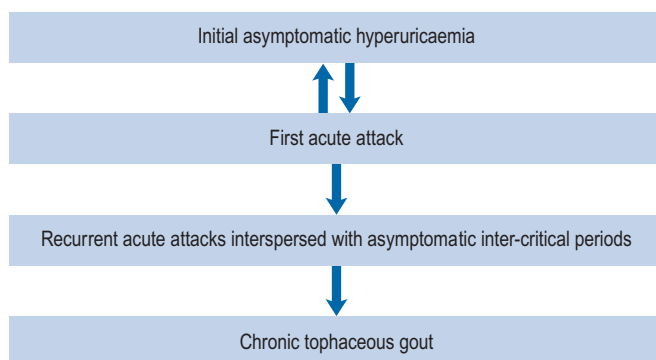 Initial asymptomatic hyperuricaemia
First acute attack
Recurrent acute attacks interspersed with asymptomatic inter-critical periods
Chronic tophaceous gout